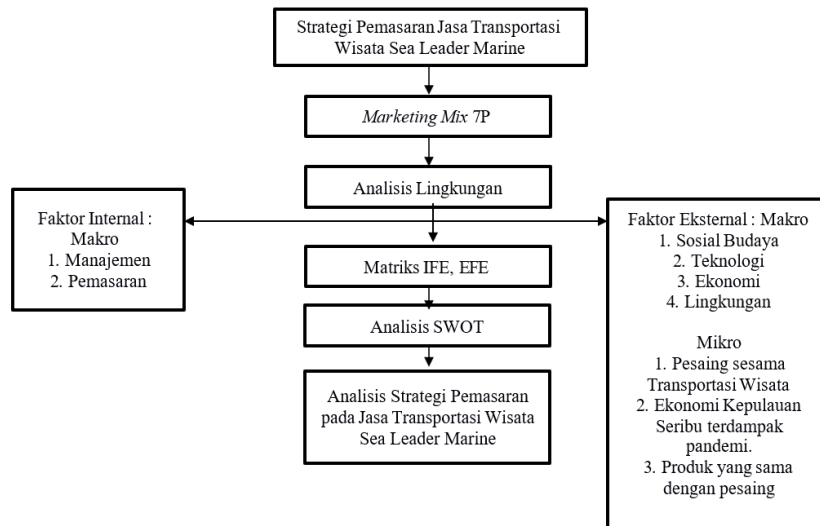 Strategi Pemasaran Jasa Transportasi
Wisata Sea Leader Marine
Marketing Mix 7P
Analisis Lingkungan
Faktor Internal :
Makro
1. Manajemen
2. Pemasaran
Faktor Eksternal : Makro
1. Sosial Budaya
2. Teknologi
3. Ekonomi
4. Lingkungan
Mikro
1. Pesaing sesama
Transportasi Wisata
2. Ekonomi Kepulauan
Seribu terdampak
pandemi.
3. Produk yang sama
dengan pesaing
Matriks IFE, EFE
Analisis SWOT
Analisis Strategi Pemasaran
pada Jasa Transportasi Wisata
Sea Leader Marine